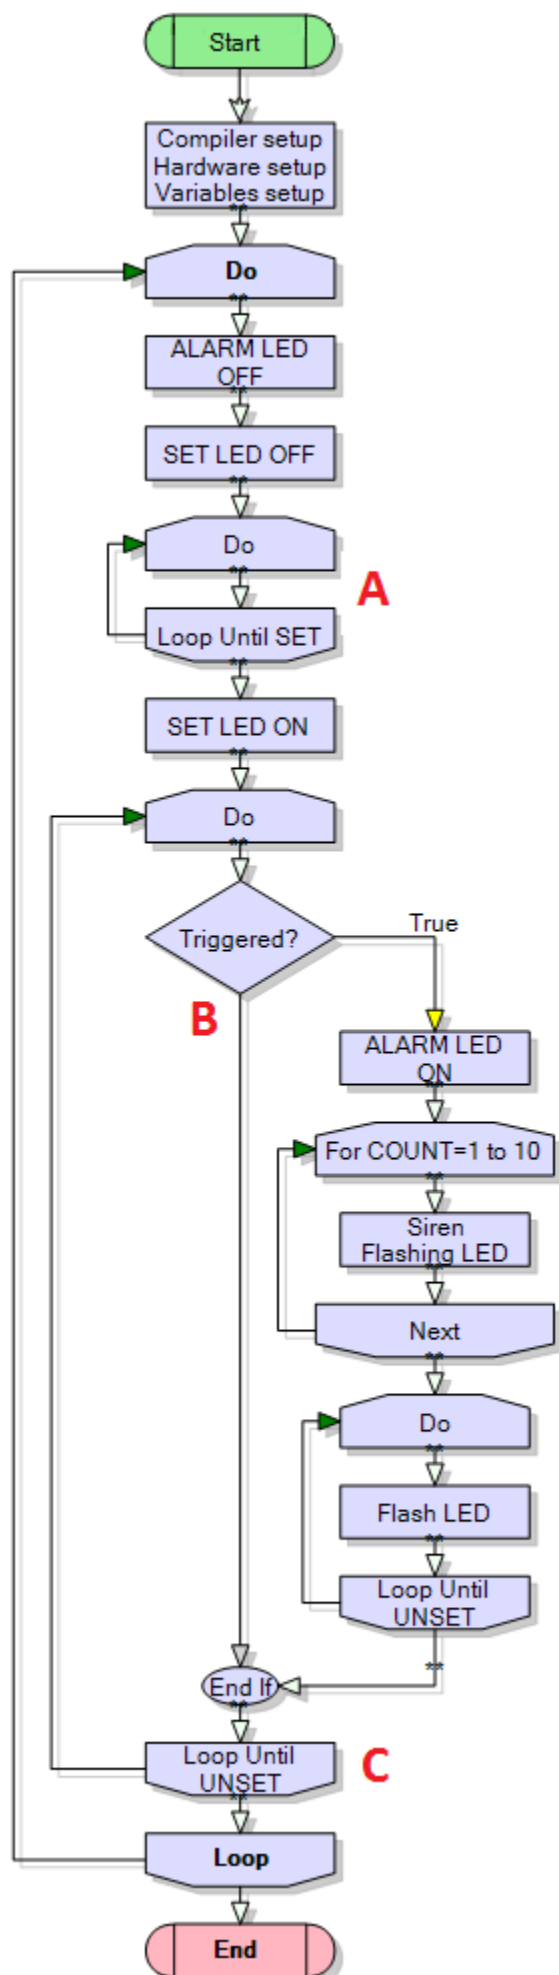 Start
Compiler setup
Hardware setup
Variables setup
**
Do
**
ALARM LED
OFF
**
SET LED OFF
**
Do
**
A
Loop Until SET
**
SET LED ON
**
Do
**
Triggered?
True
B
ALARM LED
ON
**
For COUNT=1 to 10
**
Siren
Flashing LED
**
Next
**
Do
**
Flash LED
**
Loop Until
UNSET
**
End If
**
Loop Until
UNSET
**
C
Loop
End